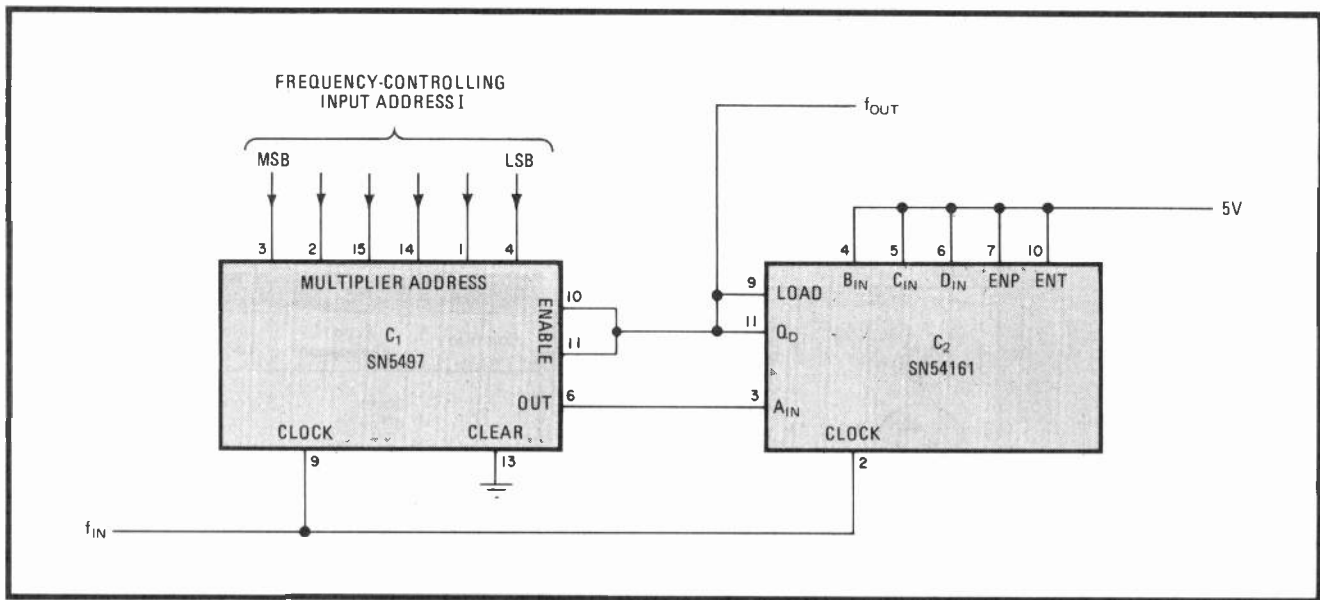 FREQUENCY-CONTROLLING
INPUT ADDRESS I
MSB
LSB
3 2 15 14 1 4
MULTIPLIER ADDRESS
C1
SN5497
ENABLE
10
11
OUT
6
CLOCK
CLEAR
9
13
fIN
fOUT
5V
4 5 6 7 10
BIN CIN DIN ENP ENT
9
LOAD
11
QD
C2
SN54161
3
AIN
CLOCK
2